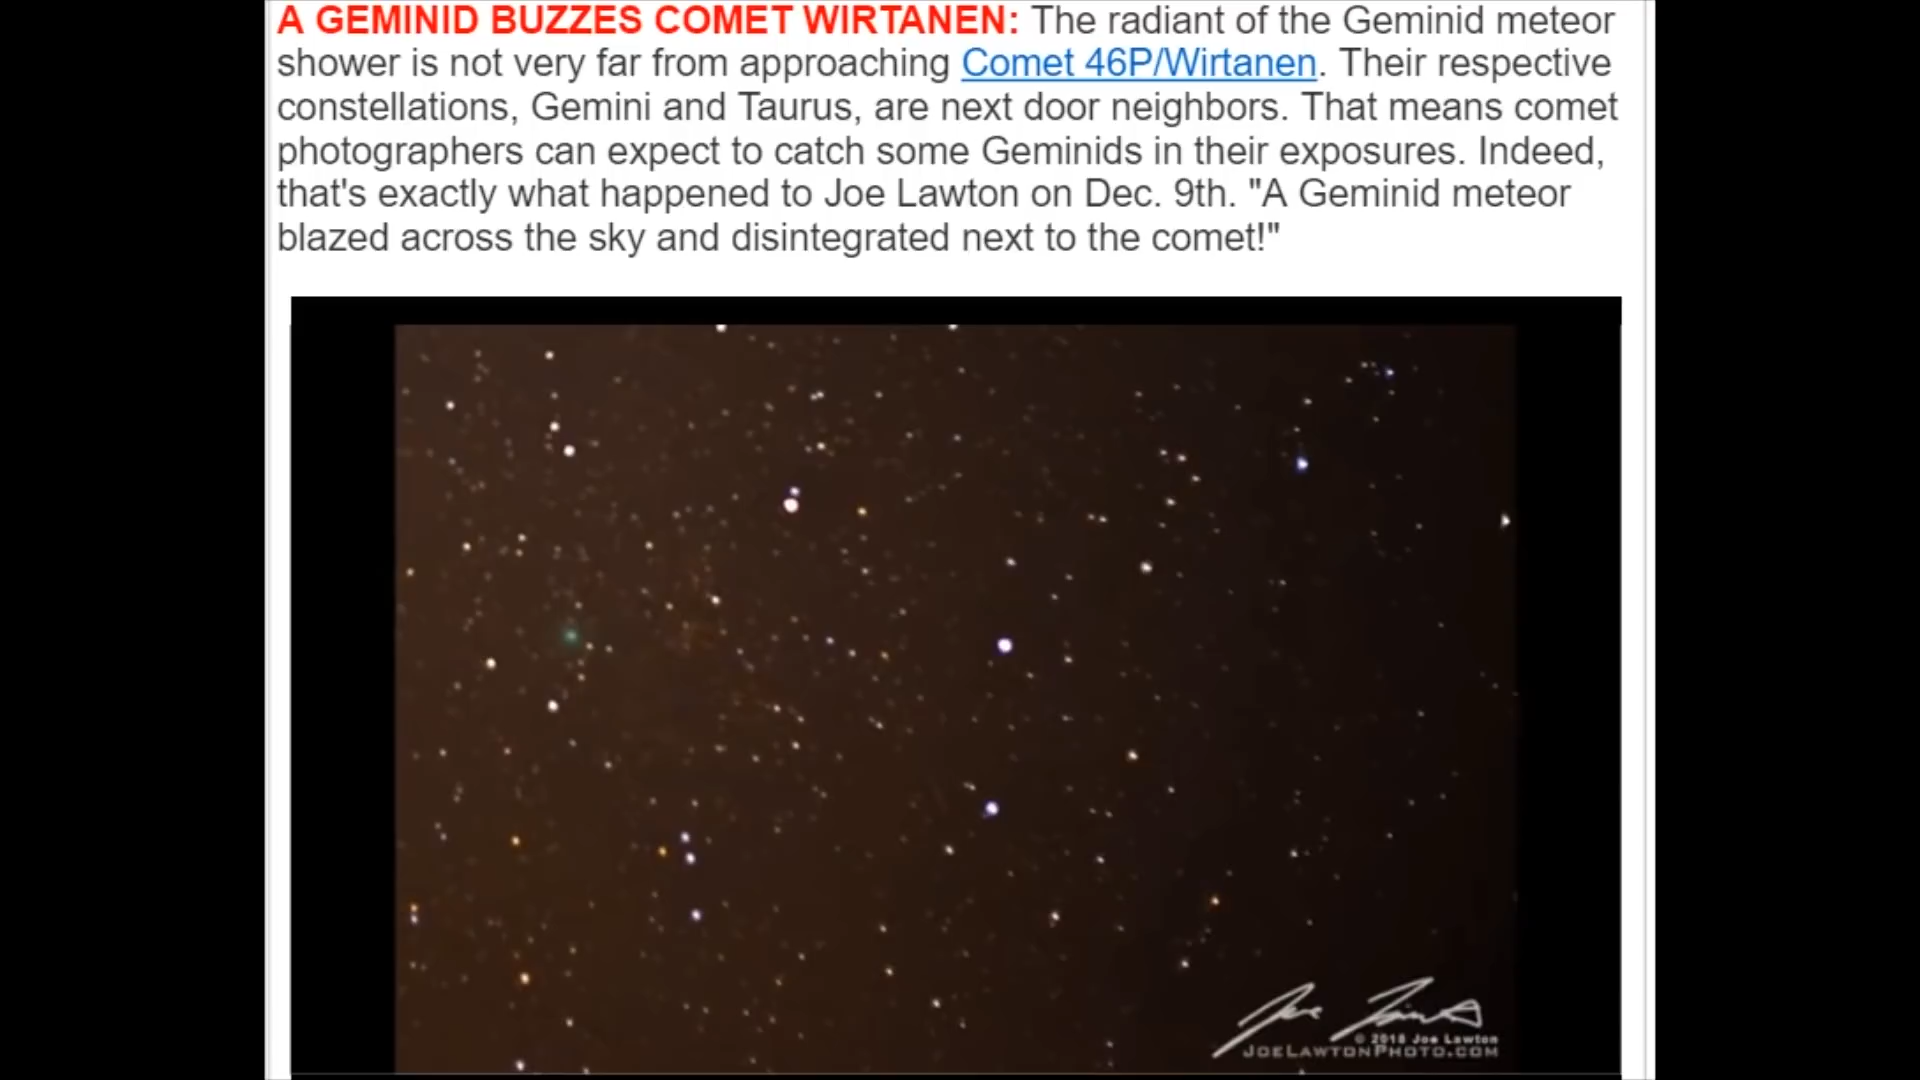 A GEMINID BUZZES COMET WIRTANEN: The radiant of the Geminid meteor
shower is not very far from approaching Comet 46P/Wirtanen. Their respective
constellations, Gemini and Taurus, are next door neighbors. That means comet
photographers can expect to catch some Geminids in their exposures. Indeed,
that's exactly what happened to Joe Lawton on Dec. 9th. "A Geminid meteor
blazed across the sky and disintegrated next to the comet!"
Joe Lawton
© 2018 Joe Lawton
JOELAWTONPHOTO.COM